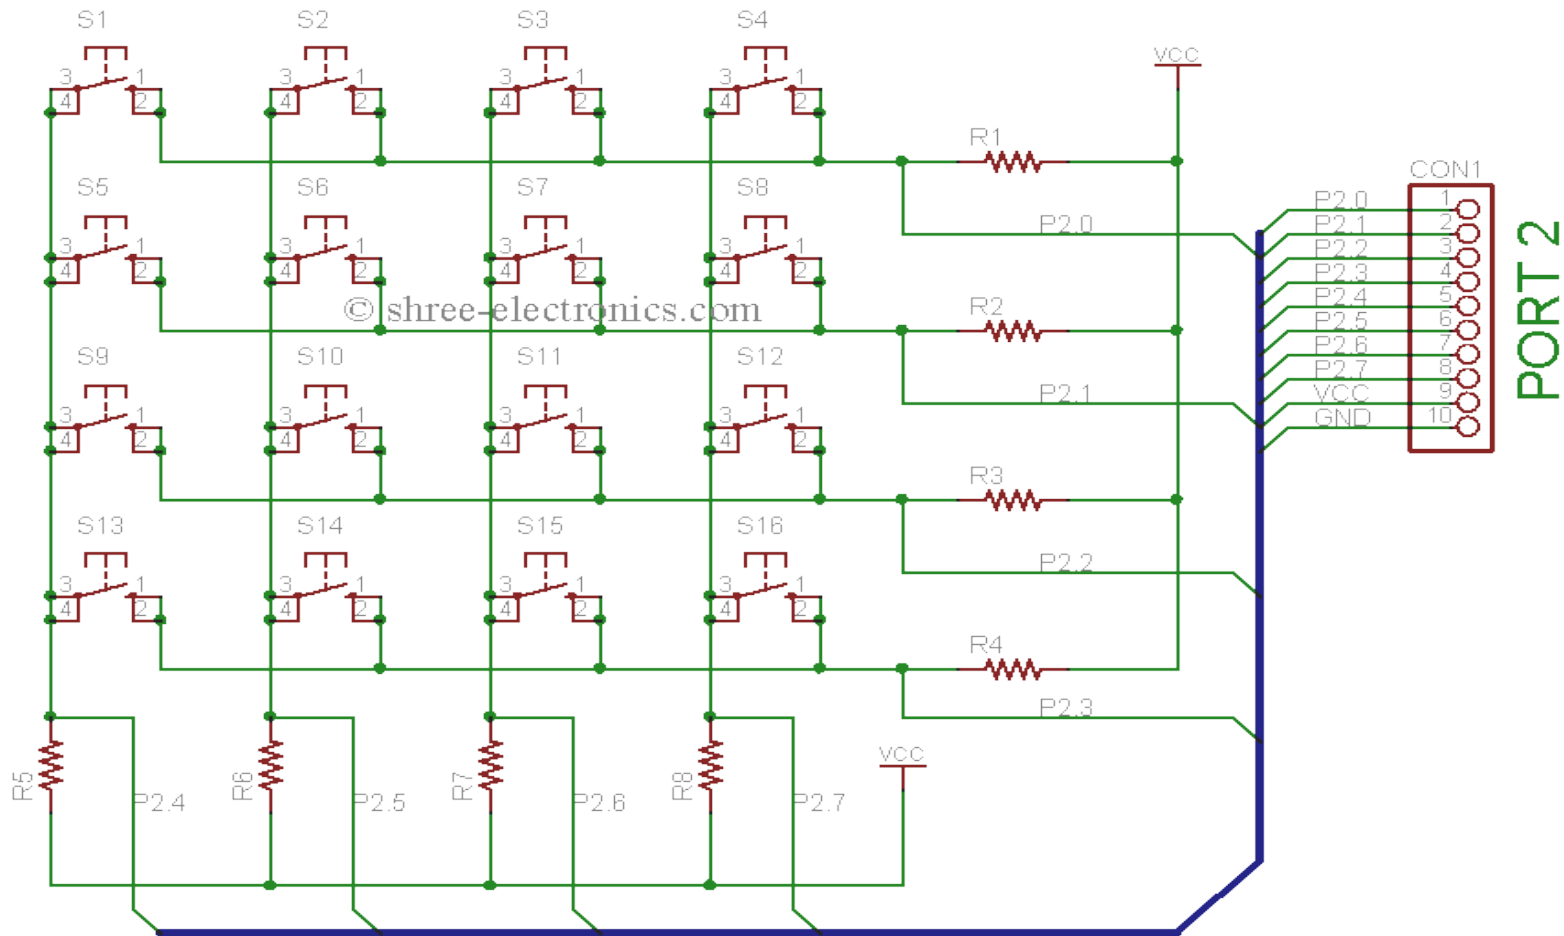 S1 S2 S3 S4
VCC
3 1 3 1 3 1 3 1
4 2 4 2 4 2 4 2
R1
CON1
S5 S6 S7 S8
P2.0 1
P2.0
P2.1 2
3 1 3 1 3 1 3 1
P2.2 3
4 2 4 2 4 2 4 2
P2.3 4
P2.4 5
© shree-electronics.com
R2
P2.5 6
P2.6 7
S9 S10 S11 S12
P2.7 8
P2.1
VCC 9
3 1 3 1 3 1 3 1
GND 10
4 2 4 2 4 2 4 2
PORT 2
R3
S13 S14 S15 S16
P2.2
3 1 3 1 3 1 3 1
4 2 4 2 4 2 4 2
R4
P2.3
VCC
R5 R6 R7 R8
P2.4 P2.5 P2.6 P2.7